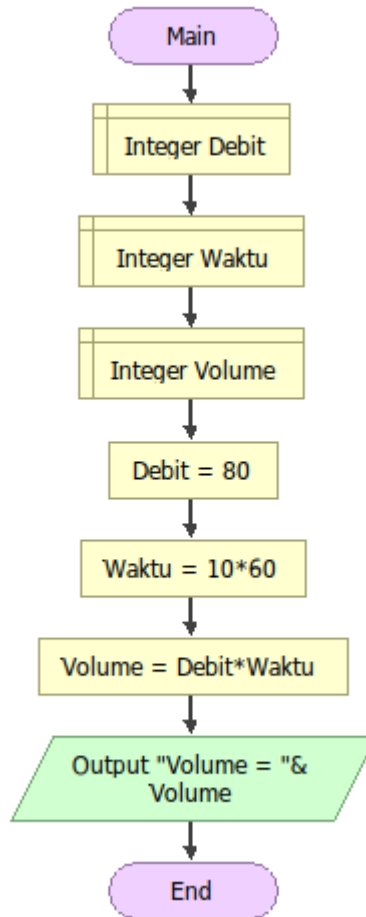 Main
Integer Debit
Integer Waktu
Integer Volume
Debit = 80
Waktu = 10*60
Volume = Debit*Waktu
Output "Volume = "&
Volume
End